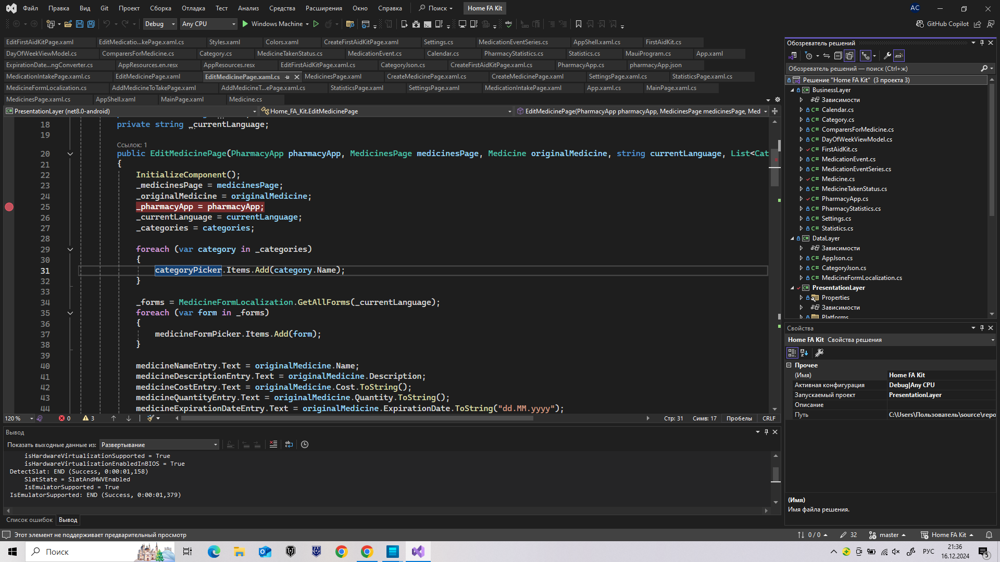 Файл Правка Вид Git Проект Сборка Отладка Тест Анализ Средства Расширения Окно Справка Поиск Home FA Kit AC
Debug Any CPU Windows Machine GitHub Copilot
EditFirstAidKitPage.xaml EditMedicatio...kePage.xaml.cs Styles.xaml Colors.xaml CreateFirstAidKitPage.xaml Settings.cs MedicationEventSeries.cs AppShell.xaml.cs FirstAidKit.cs
DayOfWeekViewModel.cs ComparersForMedicine.cs Category.cs MedicineTakenStatus.cs MedicationEvent.cs Calendar.cs PharmacyStatistics.cs Statistics.cs MauiProgram.cs App.xaml
ExpirationDate...ngConverter.cs AppResources.en.resx AppResources.resx EditFirstAidKitPage.xaml.cs CategoryJson.cs CreateFirstAidKitPage.xaml.cs PharmacyApp.cs pharmacyApp.json
MedicationIntakePage.xaml.cs EditMedicinePage.xaml EditMedicinePage.xaml.cs MedicinesPage.xaml CreateMedicinePage.xaml.cs CreateMedicinePage.xaml SettingsPage.xaml.cs StatisticsPage.xaml.cs
MedicineFormLocalization.cs AddMedicineToTakePage.xaml AddMedicineT...ePage.xaml.cs StatisticsPage.xaml SettingsPage.xaml MedicationIntakePage.xaml App.xaml.cs MainPage.xaml.cs
MedicinesPage.xaml.cs AppShell.xaml MainPage.xaml Medicine.cs
PresentationLayer (net8.0-android) Home_FA_Kit.EditMedicinePage EditMedicinePage(PharmacyApp pharmacyApp, MedicinesPage medicinesPage, Med
18 private string _currentLanguage;
19
Ссылок: 1
20 public EditMedicinePage(PharmacyApp pharmacyApp, MedicinesPage medicinesPage, Medicine originalMedicine, string currentLanguage, List<Cat
21 {
22 InitializeComponent();
23 _medicinesPage = medicinesPage;
24 _originalMedicine = originalMedicine;
25 _pharmacyApp = pharmacyApp;
26 _currentLanguage = currentLanguage;
27 _categories = categories;
28
29 foreach (var category in _categories)
30 {
31 categoryPicker.Items.Add(category.Name);
32 }
33
34 _forms = MedicineFormLocalization.GetAllForms(_currentLanguage);
35 foreach (var form in _forms)
36 {
37 medicineFormPicker.Items.Add(form);
38 }
39
40 medicineNameEntry.Text = originalMedicine.Name;
41 medicineDescriptionEntry.Text = originalMedicine.Description;
42 medicineCostEntry.Text = originalMedicine.Cost.ToString();
43 medicineQuantityEntry.Text = originalMedicine.Quantity.ToString();
44 medicineExpirationDateEntry.Text = originalMedicine.ExpirationDate.ToString("dd.MM.yyyy");
120 % 0 3 Стр: 31 Симв: 17 Пробелы CRLF
Вывод
Показать выходные данные из: Развертывание
isHardwareVirtualizationSupported = True
isHardwareVirtualizationEnabledInBIOS = True
DetectSlat: END (Success, 0:00:01,158)
SlatState = SlatAndHWVEnabled
IsEmulatorSupported = True
IsEmulatorSupported: END (Success, 0:00:01,379)
Список ошибок Вывод
Обозреватель решений
Обозреватель решений — поиск (Ctrl+ж)
Решение "Home FA Kit" (3 проекта 3)
BusinessLayer
Зависимости
C# Calendar.cs
C# Category.cs
C# ComparersForMedicine.cs
C# DayOfWeekViewModel.cs
C# FirstAidKit.cs
C# MedicationEvent.cs
C# MedicationEventSeries.cs
C# Medicine.cs
C# MedicineTakenStatus.cs
C# PharmacyApp.cs
C# PharmacyStatistics.cs
C# Settings.cs
C# Statistics.cs
DataLayer
Зависимости
C# AppJson.cs
C# CategoryJson.cs
C# MedicineFormLocalization.cs
PresentationLayer
Properties
Зависимости
Platforms
Свойства
Home FA Kit Свойства решения
Прочее
(Имя) Home FA Kit
Активная конфигурация Debug|Any CPU
Запускаемый проект PresentationLayer
Описание
Путь C:\Users\Пользователь\source\repo
(Имя)
Имя файла решения.
Этот элемент не поддерживает предварительный просмотр 0 / 0 32 master Home FA Kit
Поиск РУС 21:36
16.12.2024 5